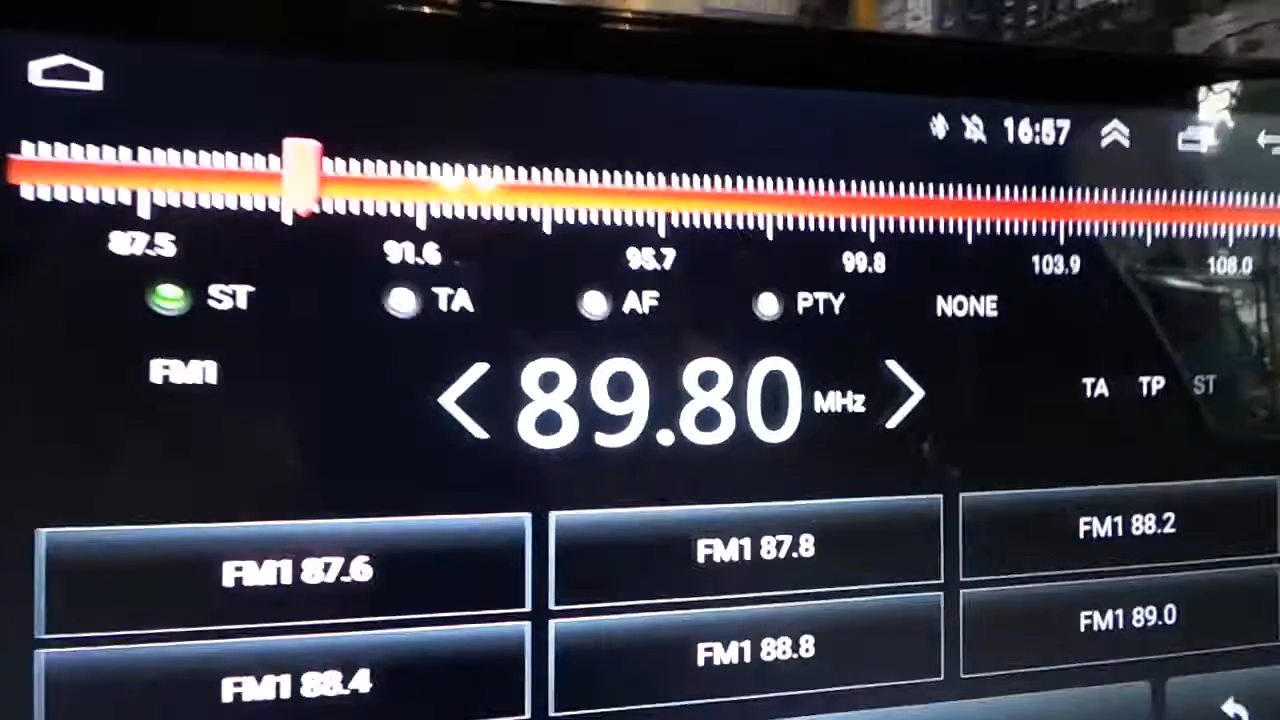 16:57
87.5 91.6 95.7 99.8 103.9 108.0
ST TA AF PTY NONE
FM1 89.80 MHz TA TP ST
FM1 87.6 FM1 87.8 FM1 88.2
FM1 88.4 FM1 88.8 FM1 89.0